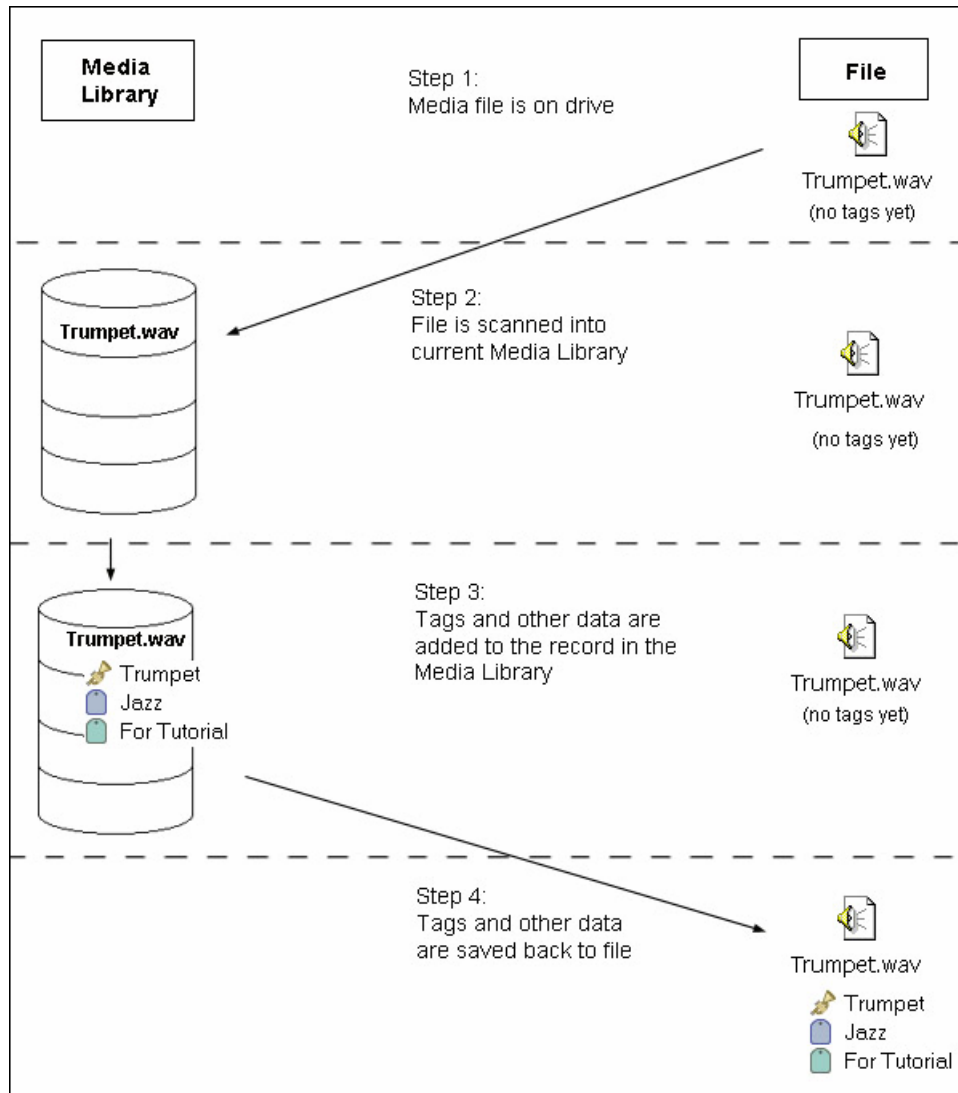 Media
Library
Step 1:
Media file is on drive
File
Trumpet.wav
(no tags yet)
Trumpet.wav
Step 2:
File is scanned into
current Media Library
Trumpet.wav
(no tags yet)
Trumpet.wav
Trumpet
Jazz
For Tutorial
Step 3:
Tags and other data are
added to the record in the
Media Library
Trumpet.wav
(no tags yet)
Step 4:
Tags and other data
are saved back to file
Trumpet.wav
Trumpet
Jazz
For Tutorial